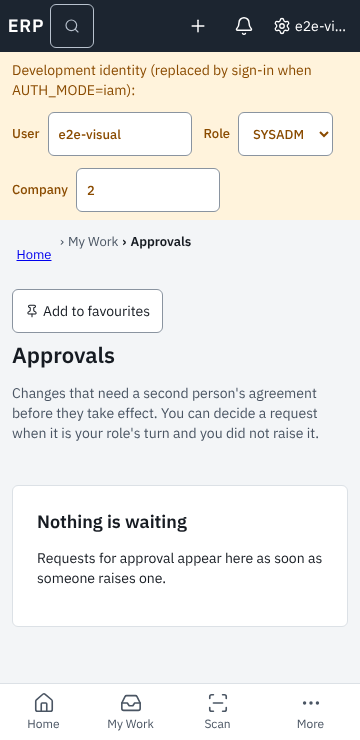 ERP e2e-vi...
Development identity (replaced by sign-in when
AUTH_MODE=iam):
User e2e-visual Role SYSADM
Company 2
Home › My Work › Approvals
Add to favourites
Approvals
Changes that need a second person's agreement
before they take effect. You can decide a request
when it is your role's turn and you did not raise it.
Nothing is waiting
Requests for approval appear here as soon as
someone raises one.
Home My Work Scan More